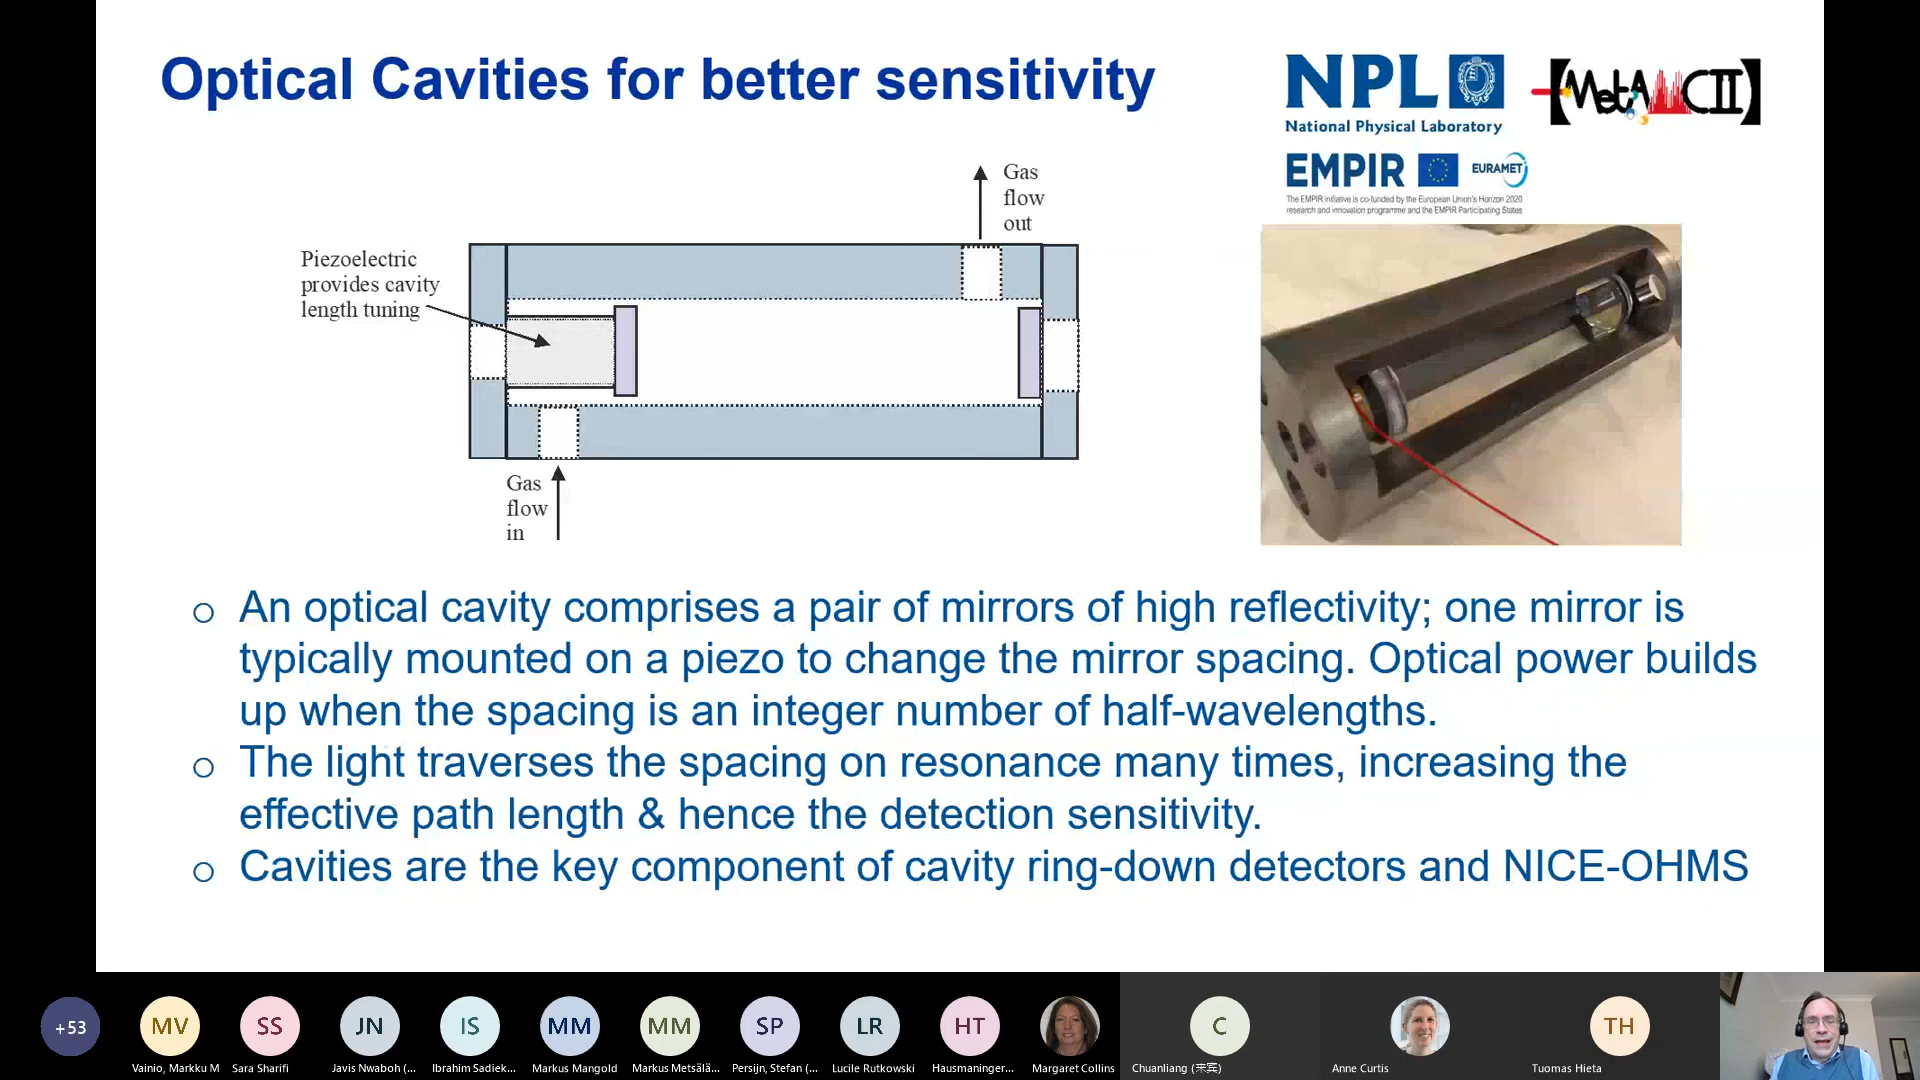 Optical Cavities for better sensitivity
NPL
National Physical Laboratory
MetAMCII
EMPIR
EURAMET
The EMPIR initiative is co-funded by the European Union's Horizon 2020
research and innovation programme and the EMPIR Participating States
Gas
flow
out
Piezoelectric
provides cavity
length tuning
Gas
flow
in
o An optical cavity comprises a pair of mirrors of high reflectivity; one mirror is
typically mounted on a piezo to change the mirror spacing. Optical power builds
up when the spacing is an integer number of half-wavelengths.
o The light traverses the spacing on resonance many times, increasing the
effective path length & hence the detection sensitivity.
o Cavities are the key component of cavity ring-down detectors and NICE-OHMS
+53
MV
SS
JN
IS
MM
MM
SP
LR
HT
C
TH
Vainio, Markku M
Sara Sharifi
Javis Nwaboh (...
Ibrahim Sadiek...
Markus Mangold
Markus Metsälä...
Persijn, Stefan (...
Lucile Rutkowski
Hausmaninger...
Margaret Collins
Chuanliang (
Anne Curtis
Tuomas Hieta